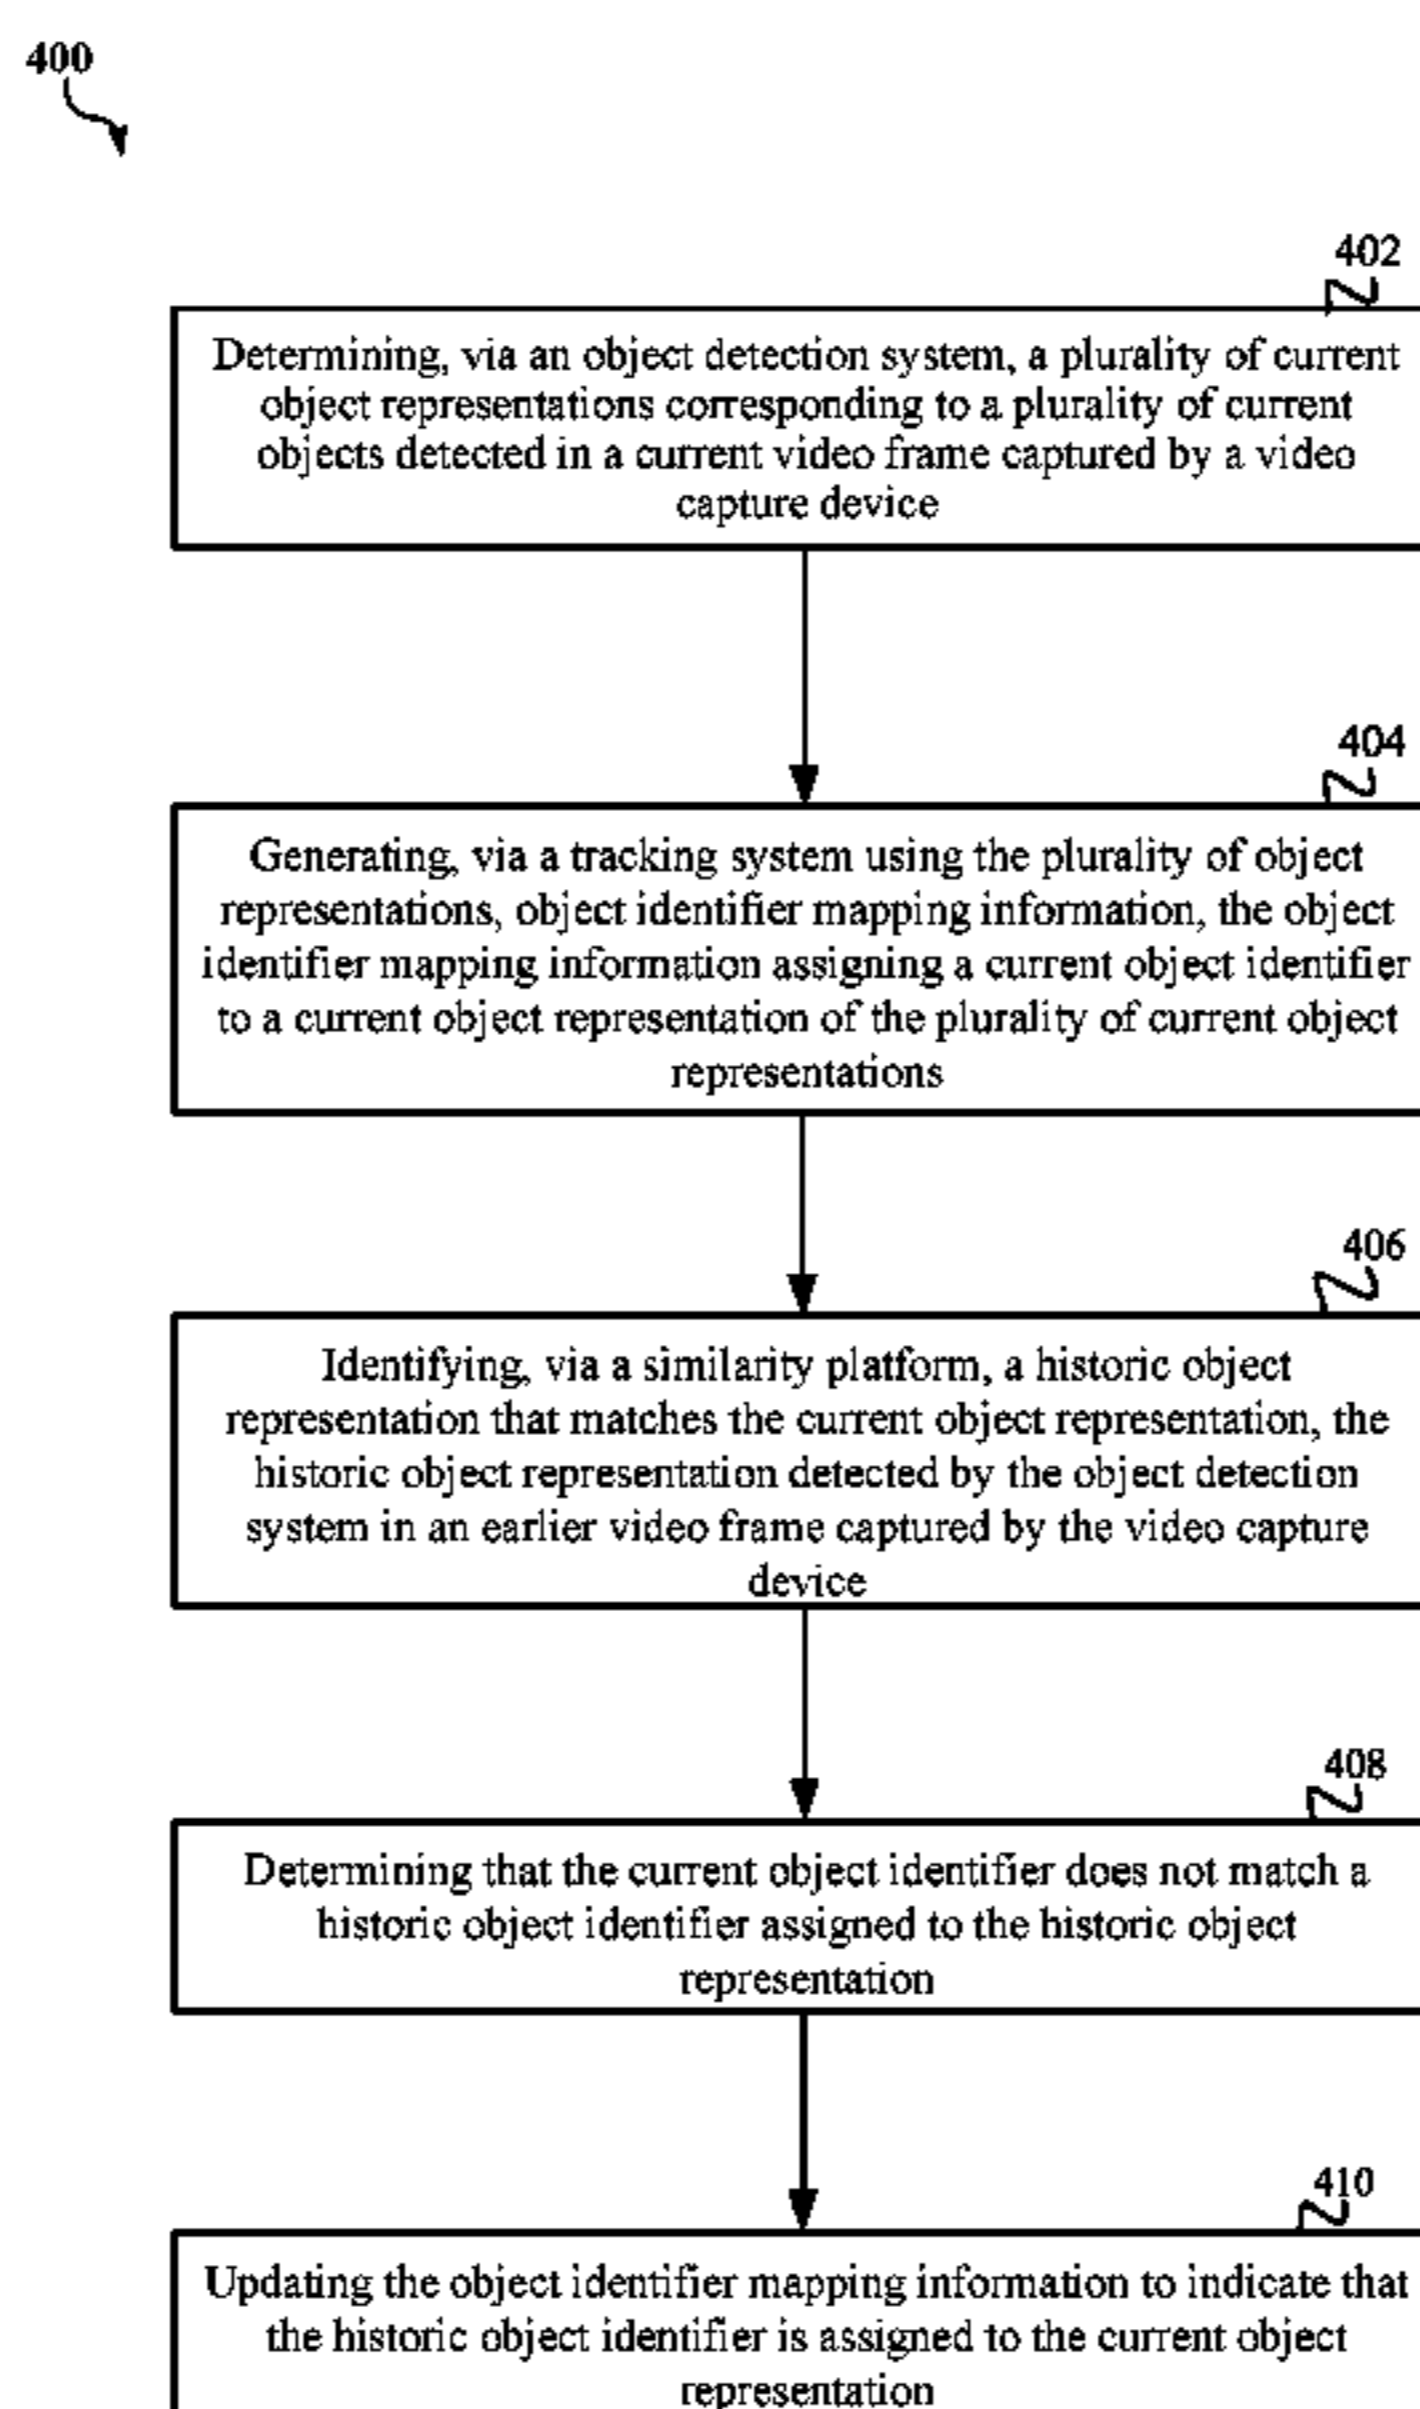 400
402
Determining, via an object detection system, a plurality of current
object representations corresponding to a plurality of current
objects detected in a current video frame captured by a video
capture device
404
Generating, via a tracking system using the plurality of object
representations, object identifier mapping information, the object
identifier mapping information assigning a current object identifier
to a current object representation of the plurality of current object
representations
406
Identifying, via a similarity platform, a historic object
representation that matches the current object representation, the
historic object representation detected by the object detection
system in an earlier video frame captured by the video capture
device
408
Determining that the current object identifier does not match a
historic object identifier assigned to the historic object
representation
410
Updating the object identifier mapping information to indicate that
the historic object identifier is assigned to the current object
representation